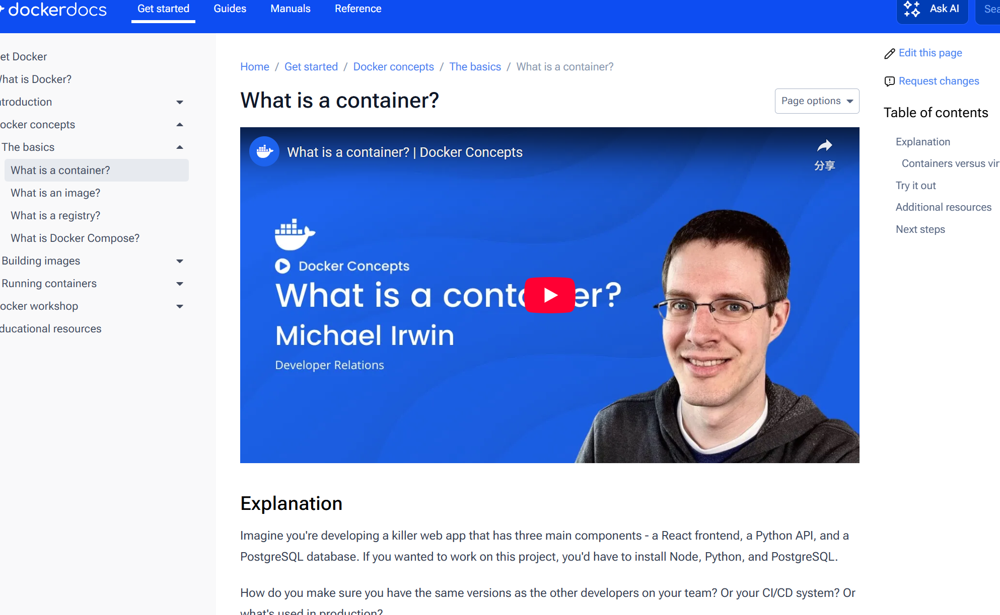 dockerdocs
Get started
Guides
Manuals
Reference
Ask AI
et Docker
hat is Docker?
ntroduction
ocker concepts
The basics
What is a container?
What is an image?
What is a registry?
What is Docker Compose?
Building images
Running containers
ocker workshop
ducational resources
Home / Get started / Docker concepts / The basics / What is a container?
What is a container?
Page options
What is a container? | Docker Concepts
分享
Docker Concepts
What is a cont er?
Michael Irwin
Developer Relations
Explanation
Imagine you're developing a killer web app that has three main components - a React frontend, a Python API, and a
PostgreSQL database. If you wanted to work on this project, you'd have to install Node, Python, and PostgreSQL.
How do you make sure you have the same versions as the other developers on your team? Or your CI/CD system? Or
what's used in production?
Edit this page
Request changes
Table of contents
Explanation
Containers versus vir
Try it out
Additional resources
Next steps